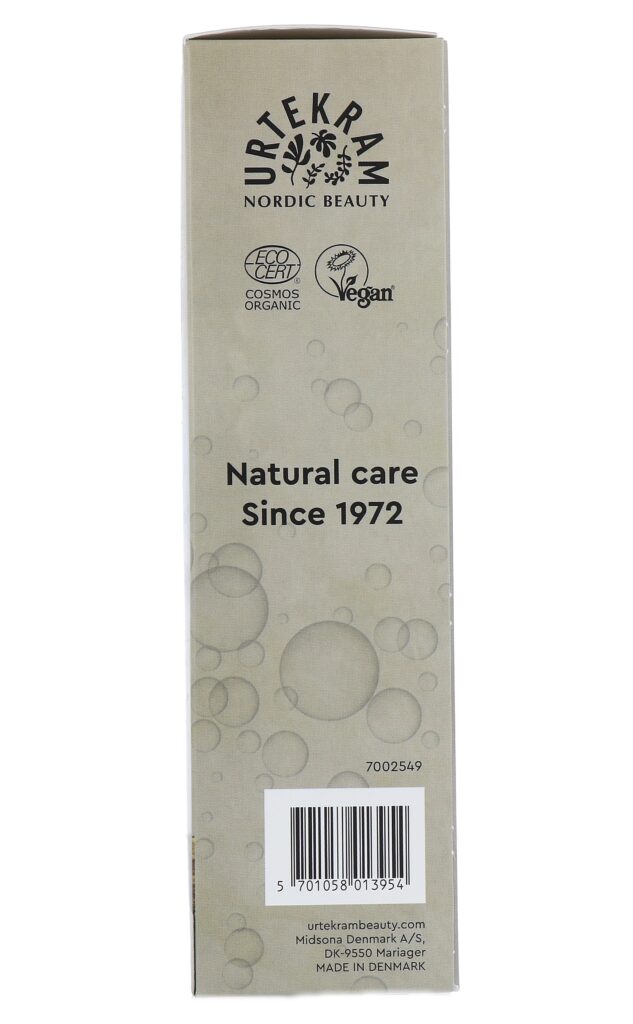 URTEKRAM
NORDIC BEAUTY
ECO
CERT®
COSMOS
ORGANIC
Vegan®
Natural care
Since 1972
7002549
5 701058 013954
urtekrambeauty.com
Midsona Denmark A/S,
DK-9550 Mariager
MADE IN DENMARK